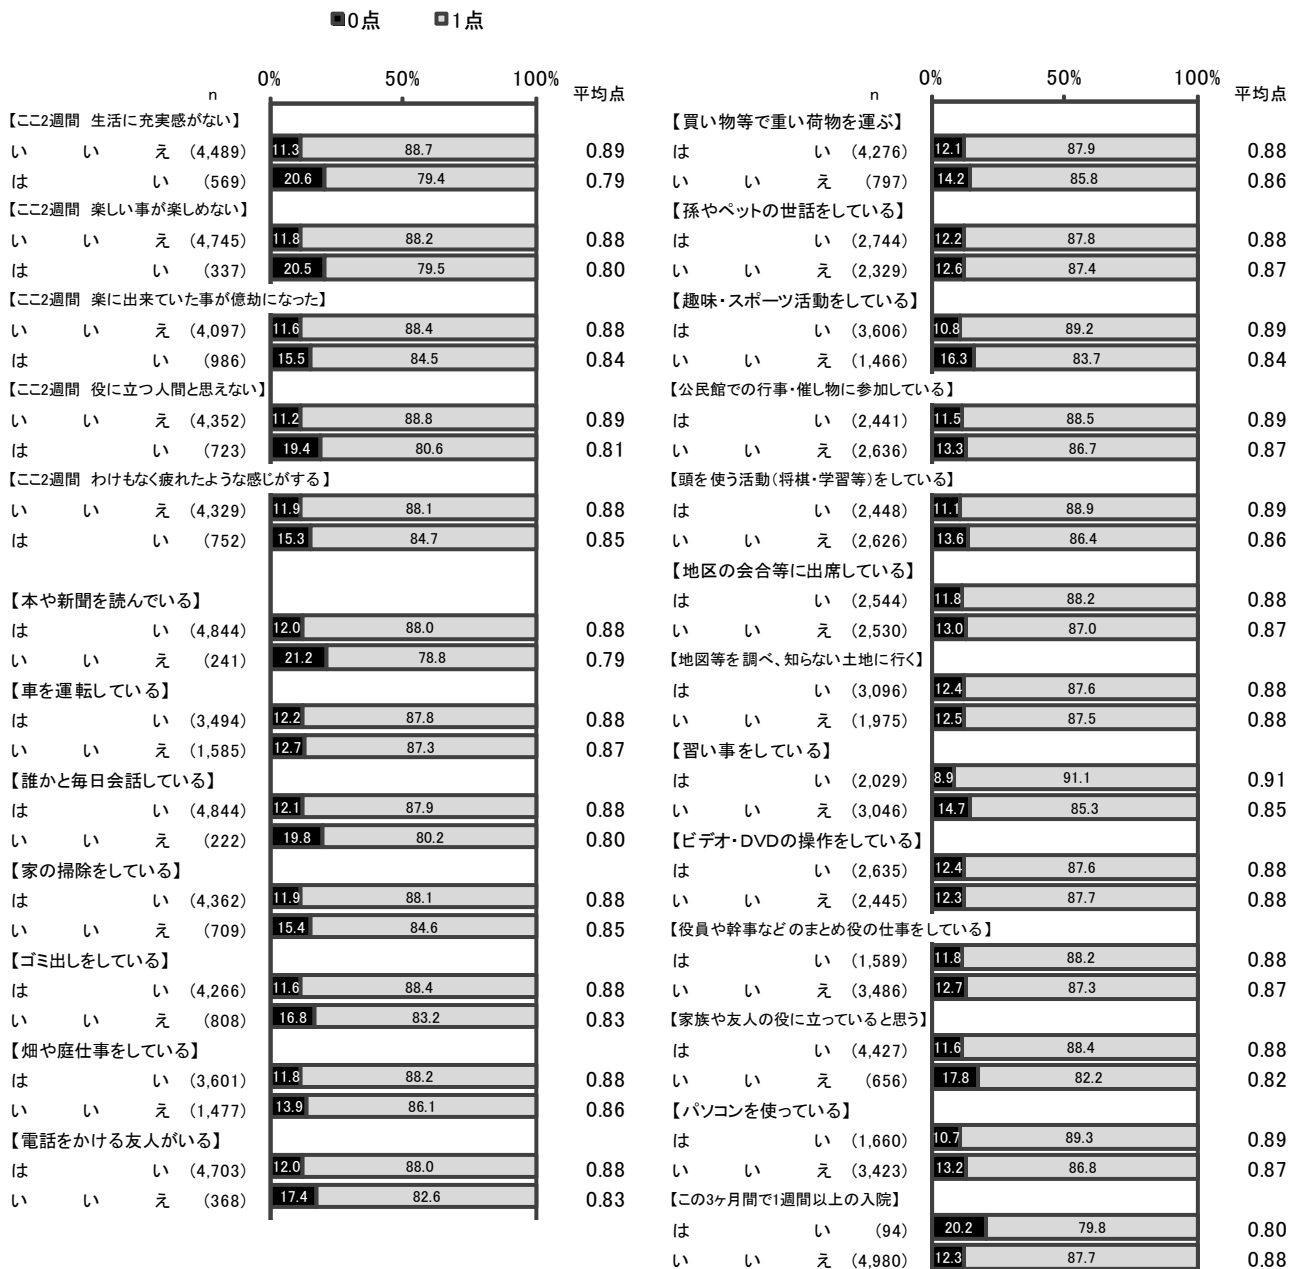 ■0点 □1点
0% 50% 100%
n 平均点
【ここ2週間 生活に充実感がない】
い い え (4,489) 11.3 88.7 0.89
は い (569) 20.6 79.4 0.79
【ここ2週間 楽しい事が楽しめない】
い い え (4,745) 11.8 88.2 0.88
は い (337) 20.5 79.5 0.80
【ここ2週間 楽に出来ていた事が億劫になった】
い い え (4,097) 11.6 88.4 0.88
は い (986) 15.5 84.5 0.84
【ここ2週間 役に立つ人間と思えない】
い い え (4,352) 11.2 88.8 0.89
は い (723) 19.4 80.6 0.81
【ここ2週間 わけもなく疲れたような感じがする】
い い え (4,329) 11.9 88.1 0.88
は い (752) 15.3 84.7 0.85
【本や新聞を読んでいる】
は い (4,844) 12.0 88.0 0.88
い い え (241) 21.2 78.8 0.79
【車を運転している】
は い (3,494) 12.2 87.8 0.88
い い え (1,585) 12.7 87.3 0.87
【誰かと毎日会話している】
は い (4,844) 12.1 87.9 0.88
い い え (222) 19.8 80.2 0.80
【家の掃除をしている】
は い (4,362) 11.9 88.1 0.88
い い え (709) 15.4 84.6 0.85
【ゴミ出しをしている】
は い (4,266) 11.6 88.4 0.88
い い え (808) 16.8 83.2 0.83
【畑や庭仕事をしている】
は い (3,601) 11.8 88.2 0.88
い い え (1,477) 13.9 86.1 0.86
【電話をかける友人がいる】
は い (4,703) 12.0 88.0 0.88
い い え (368) 17.4 82.6 0.83
0% 50% 100%
n 平均点
【買い物等で重い荷物を運ぶ】
は い (4,276) 12.1 87.9 0.88
い い え (797) 14.2 85.8 0.86
【孫やペットの世話をしている】
は い (2,744) 12.2 87.8 0.88
い い え (2,329) 12.6 87.4 0.87
【趣味・スポーツ活動をしている】
は い (3,606) 10.8 89.2 0.89
い い え (1,466) 16.3 83.7 0.84
【公民館での行事・催し物に参加している】
は い (2,441) 11.5 88.5 0.89
い い え (2,636) 13.3 86.7 0.87
【頭を使う活動(将棋・学習等)をしている】
は い (2,448) 11.1 88.9 0.89
い い え (2,626) 13.6 86.4 0.86
【地区の会合等に出席している】
は い (2,544) 11.8 88.2 0.88
い い え (2,530) 13.0 87.0 0.87
【地図等を調べ、知らない土地に行く】
は い (3,096) 12.4 87.6 0.88
い い え (1,975) 12.5 87.5 0.88
【習い事をしている】
は い (2,029) 8.9 91.1 0.91
い い え (3,046) 14.7 85.3 0.85
【ビデオ・DVDの操作をしている】
は い (2,635) 12.4 87.6 0.88
い い え (2,445) 12.3 87.7 0.88
【役員や幹事などのまとめ役の仕事をしている】
は い (1,589) 11.8 88.2 0.88
い い え (3,486) 12.7 87.3 0.87
【家族や友人の役に立っていると思う】
は い (4,427) 11.6 88.4 0.88
い い え (656) 17.8 82.2 0.82
【パソコンを使っている】
は い (1,660) 10.7 89.3 0.89
い い え (3,423) 13.2 86.8 0.87
【この3ヶ月間で1週間以上の入院】
は い (94) 20.2 79.8 0.80
い い え (4,980) 12.3 87.7 0.88